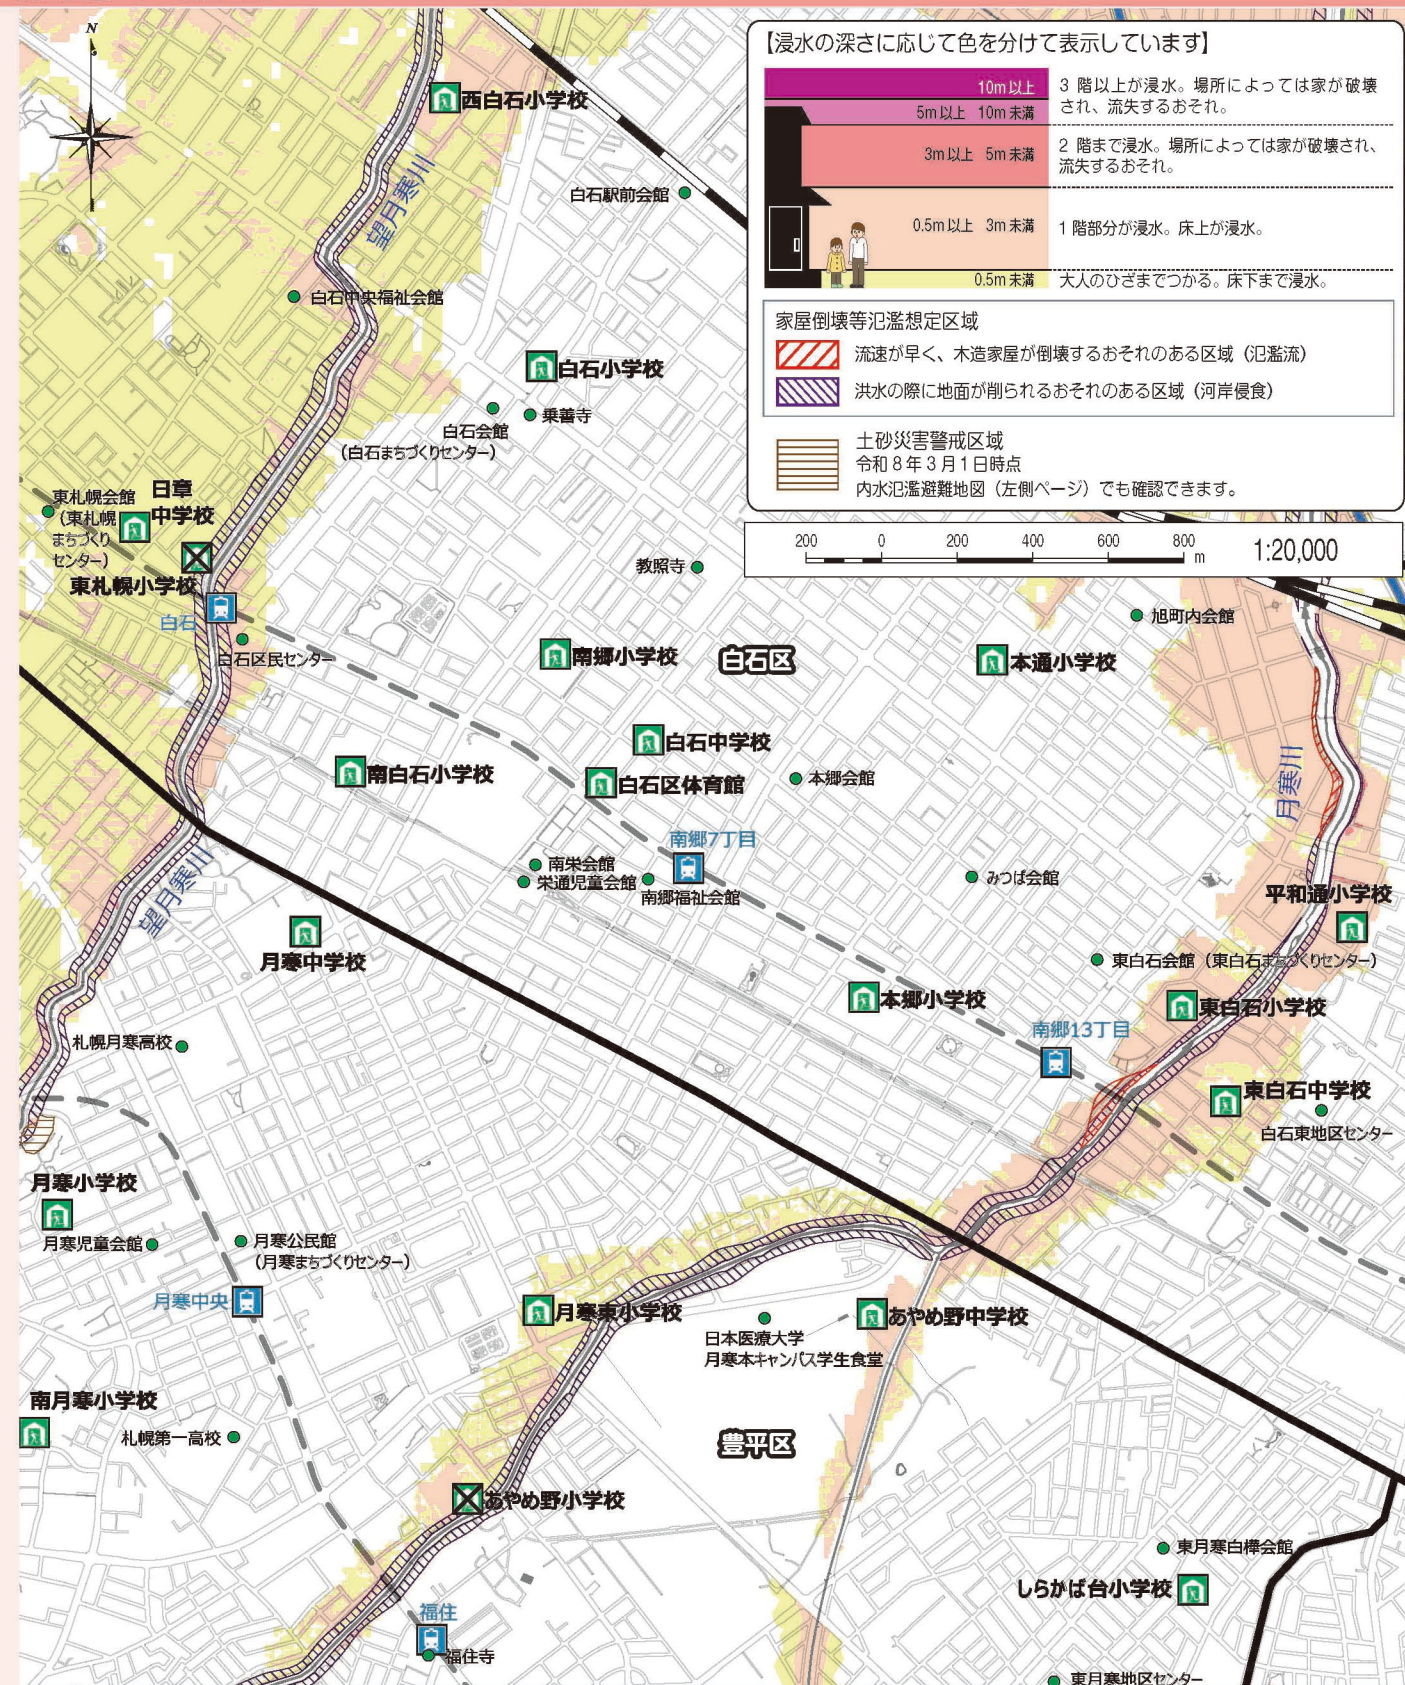 N
【浸水の深さに応じて色を分けて表示しています】
10m以上
3 階以上が浸水。場所によっては家が破壊
され、流失するおそれ。
5m以上 10m未満
3m以上 5m未満
2 階まで浸水。場所によっては家が破壊され、
流失するおそれ。
0.5m以上 3m未満
1 階部分が浸水。床上が浸水。
0.5m未満
大人のひざまでつかる。床下まで浸水。
家屋倒壊等氾濫想定区域
流速が早く、木造家屋が倒壊するおそれのある区域（氾濫流）
洪水の際に地面が削られるおそれのある区域（河岸侵食）
土砂災害警戒区域
令和8年3月1日時点
内水氾濫避難地図（左側ページ）でも確認できます。
200 0 200 400 600 800 m
1:20,000
西白石小学校
望月寒川
白石駅前会館
白石中央福祉会館
白石小学校
白石会館
（白石まちづくりセンター）
乗善寺
東札幌会館
（東札幌
まちづくり
センター）
日章
中学校
東札幌小学校
白石
白石区民センター
教照寺
南郷小学校
白石区
本通小学校
旭町内会館
白石中学校
南白石小学校
白石区体育館
本郷会館
月寒川
南郷7丁目
南栄会館
栄通児童会館
南郷福祉会館
みつば会館
望月寒川
平和通小学校
月寒中学校
東白石会館（東白石まちづくりセンター）
本郷小学校
東白石小学校
南郷13丁目
札幌月寒高校
東白石中学校
白石東地区センター
月寒小学校
月寒児童会館
月寒公民館
（月寒まちづくりセンター）
月寒中央
月寒東小学校
日本医療大学
月寒本キャンパス学生食堂
あやめ野中学校
南月寒小学校
札幌第一高校
豊平区
あやめ野小学校
東月寒白樺会館
しらかば台小学校
福住
福住寺
東月寒地区センター